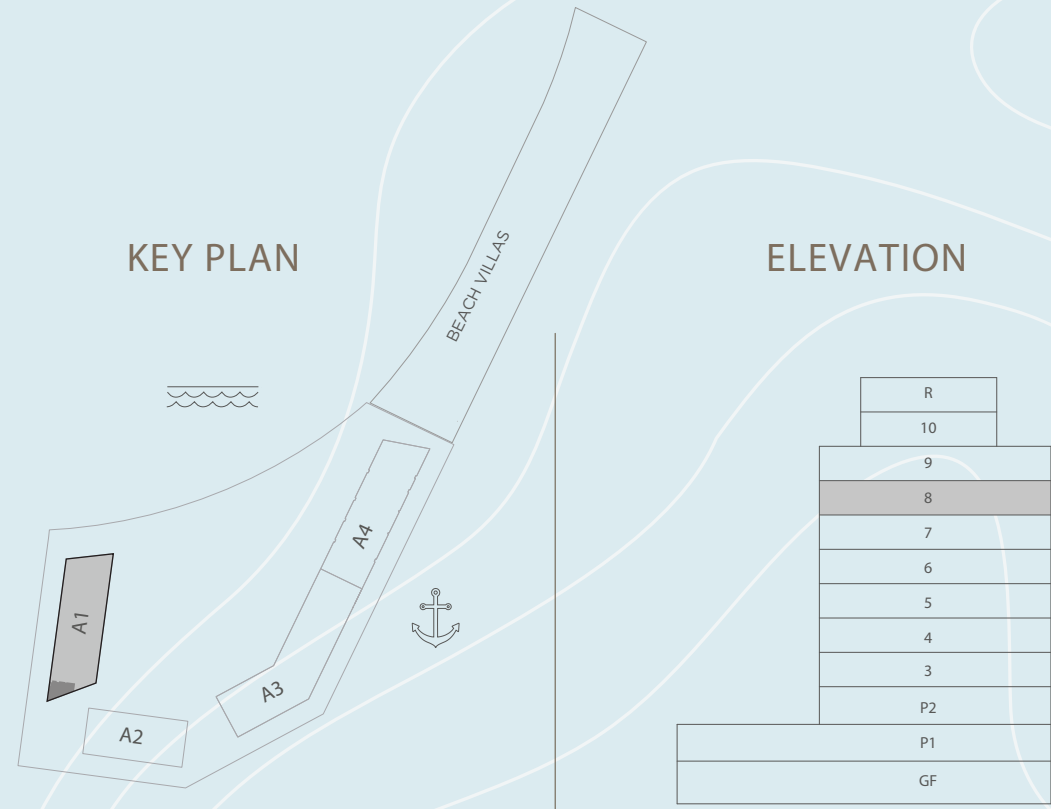 KEY PLAN
BEACH VILLAS
A4
A1
A3
A2
ELEVATION
R
10
9
8
7
6
5
4
3
P2
P1
GF